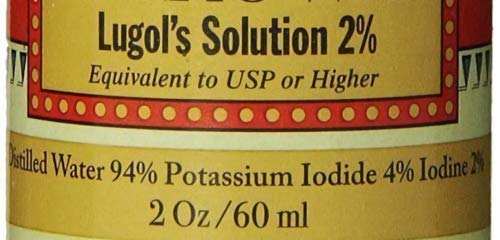 Lugol's Solution 2%
Equivalent to USP or Higher
Distilled Water 94% Potassium Iodide 4% Iodine 2%
2 Oz/60 ml